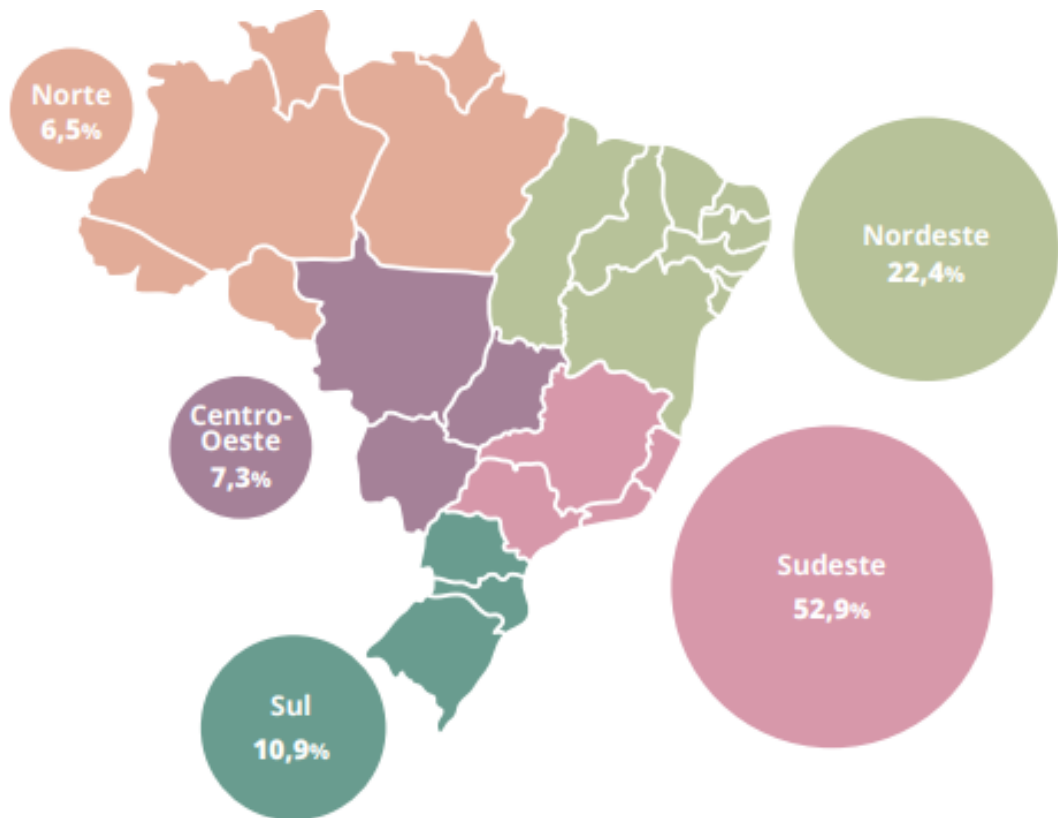 Norte
6,5%
Nordeste
22,4%
Centro-
Oeste
7,3%
Sudeste
52,9%
Sul
10,9%